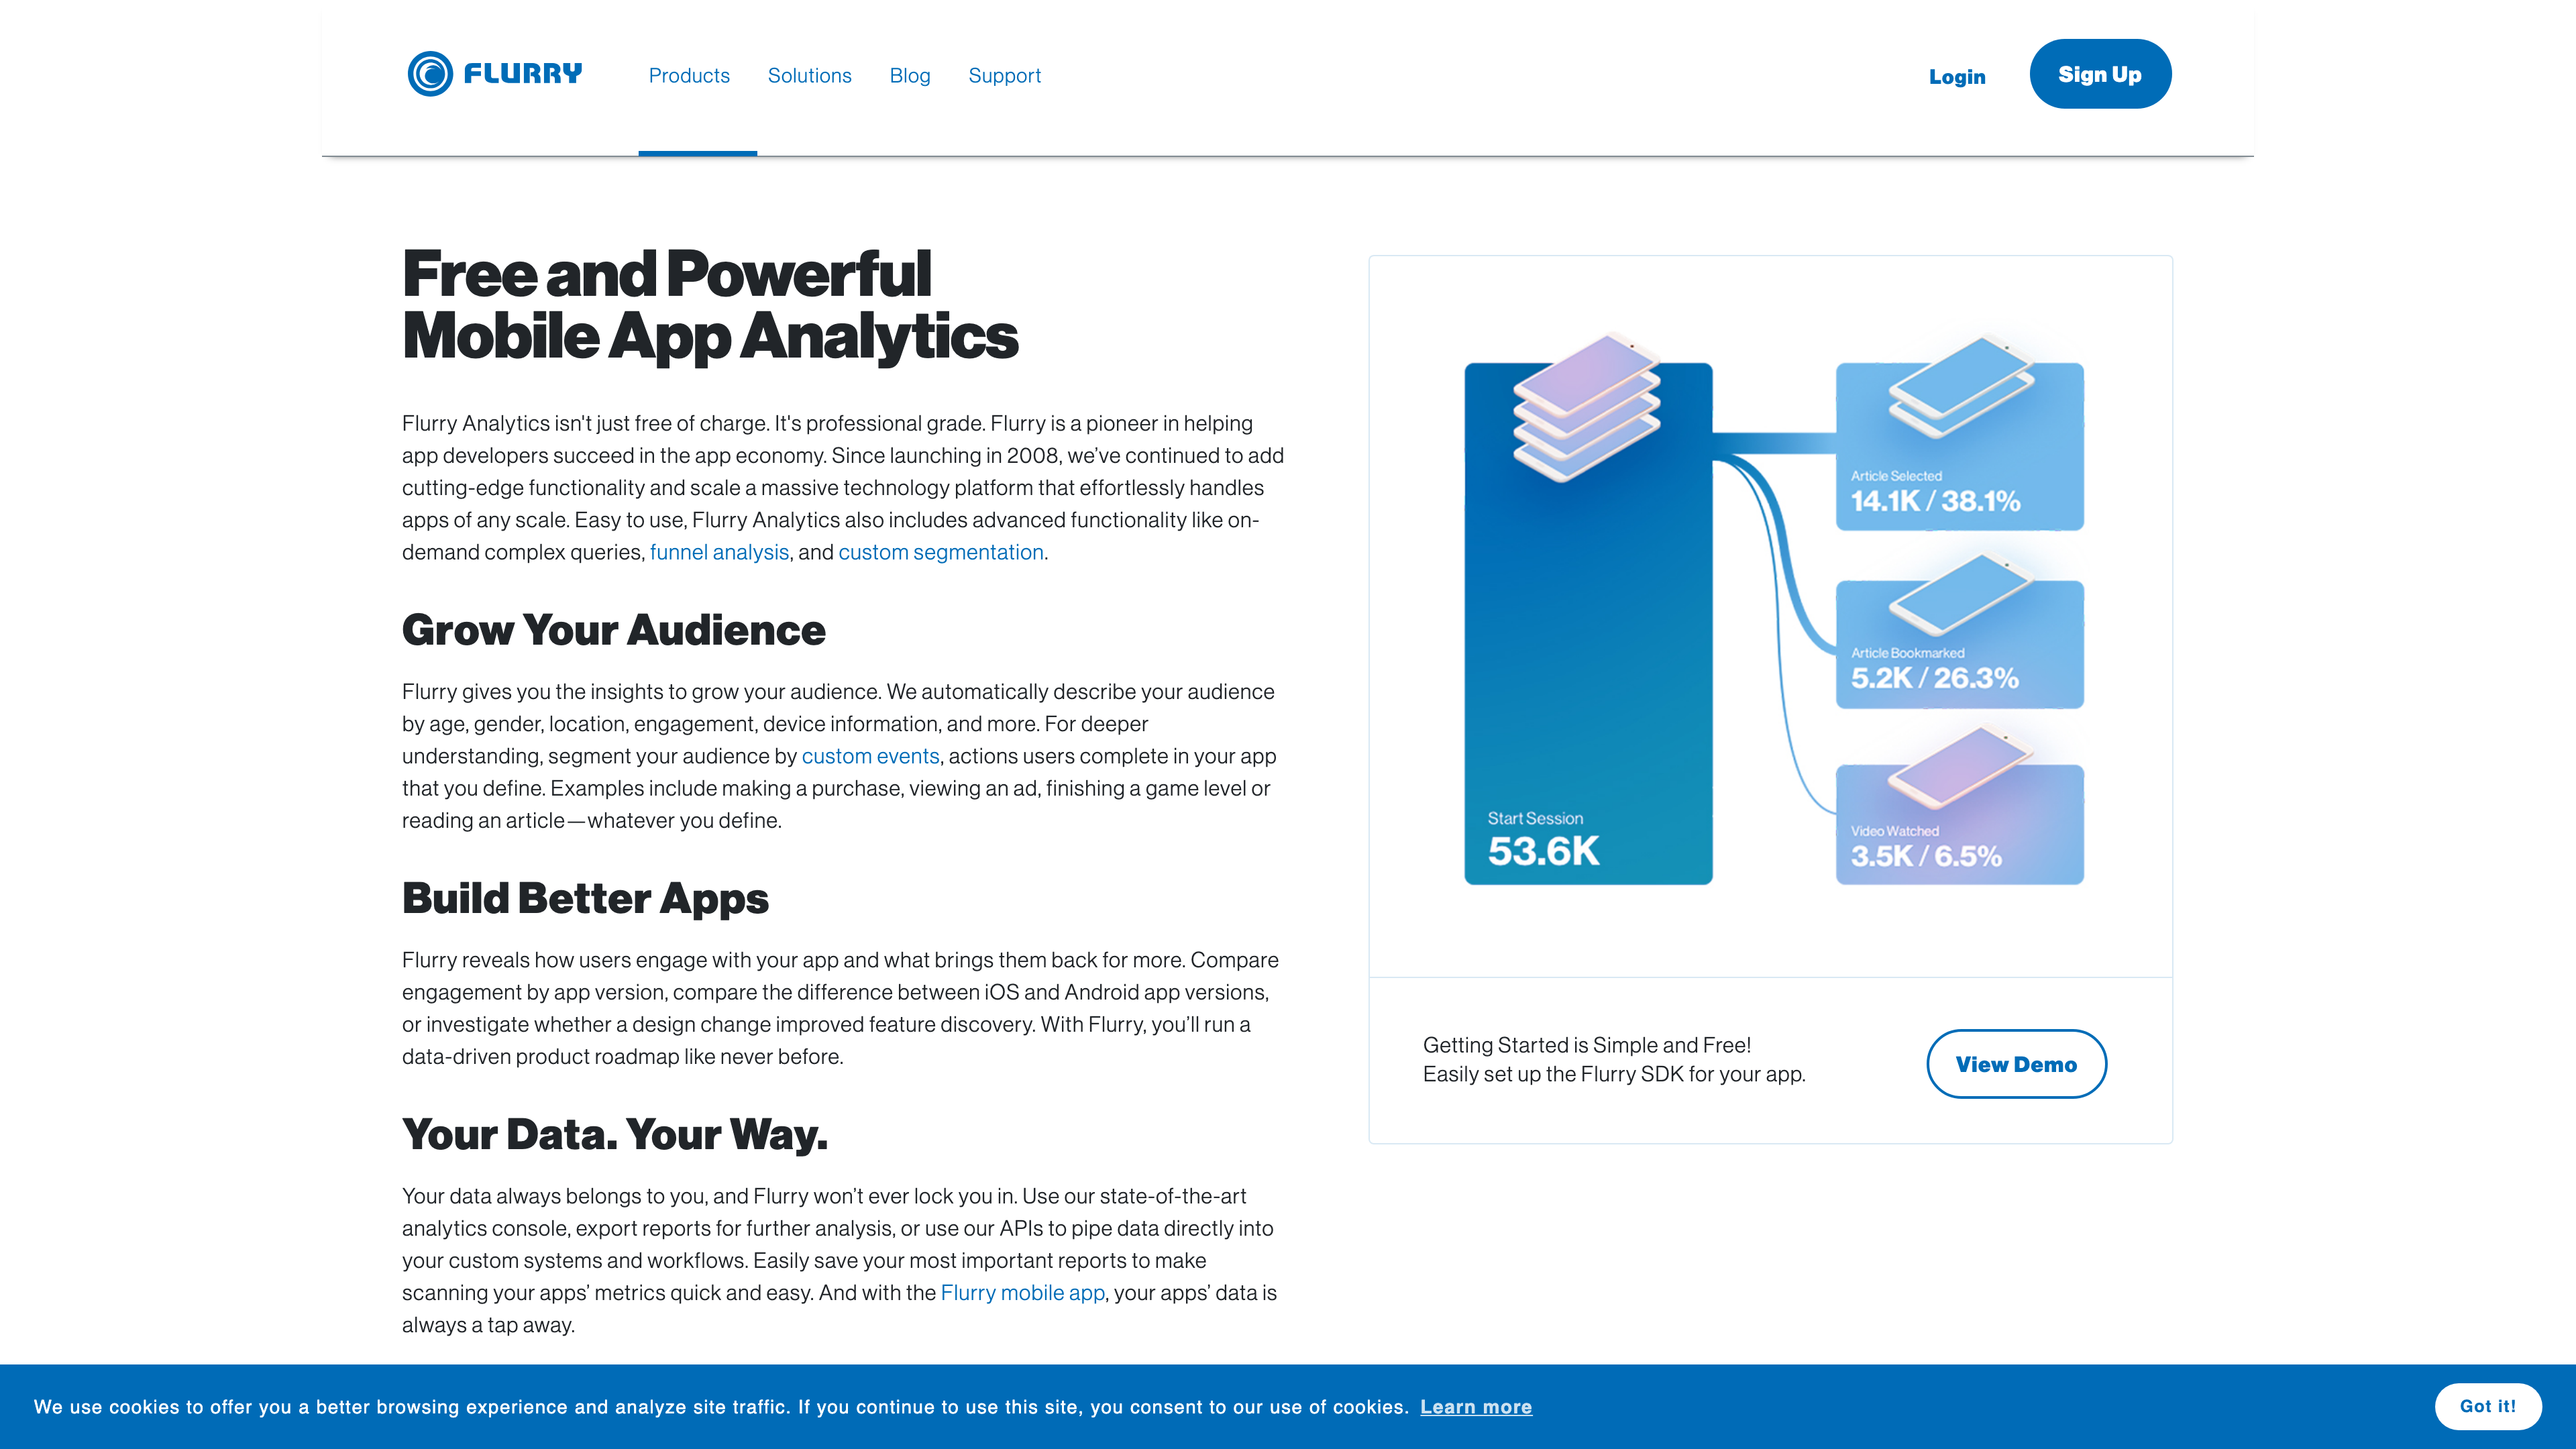 FLURRY
Products
Solutions
Blog
Support
Login
Sign Up
Free and Powerful
Mobile App Analytics
Flurry Analytics isn't just free of charge. It's professional grade. Flurry is a pioneer in helping
app developers succeed in the app economy. Since launching in 2008, we’ve continued to add
cutting-edge functionality and scale a massive technology platform that effortlessly handles
apps of any scale. Easy to use, Flurry Analytics also includes advanced functionality like on-
demand complex queries, funnel analysis, and custom segmentation.
Grow Your Audience
Flurry gives you the insights to grow your audience. We automatically describe your audience
by age, gender, location, engagement, device information, and more. For deeper
understanding, segment your audience by custom events, actions users complete in your app
that you define. Examples include making a purchase, viewing an ad, finishing a game level or
reading an article—whatever you define.
Build Better Apps
Flurry reveals how users engage with your app and what brings them back for more. Compare
engagement by app version, compare the difference between iOS and Android app versions,
or investigate whether a design change improved feature discovery. With Flurry, you’ll run a
data-driven product roadmap like never before.
Your Data. Your Way.
Your data always belongs to you, and Flurry won’t ever lock you in. Use our state-of-the-art
analytics console, export reports for further analysis, or use our APIs to pipe data directly into
your custom systems and workflows. Easily save your most important reports to make
scanning your apps’ metrics quick and easy. And with the Flurry mobile app, your apps’ data is
always a tap away.
Start Session
53.6K
Article Selected
14.1K / 38.1%
Article Bookmarked
5.2K / 26.3%
Video Watched
3.5K / 6.5%
Getting Started is Simple and Free!
Easily set up the Flurry SDK for your app.
View Demo
We use cookies to offer you a better browsing experience and analyze site traffic. If you continue to use this site, you consent to our use of cookies. Learn more
Got it!